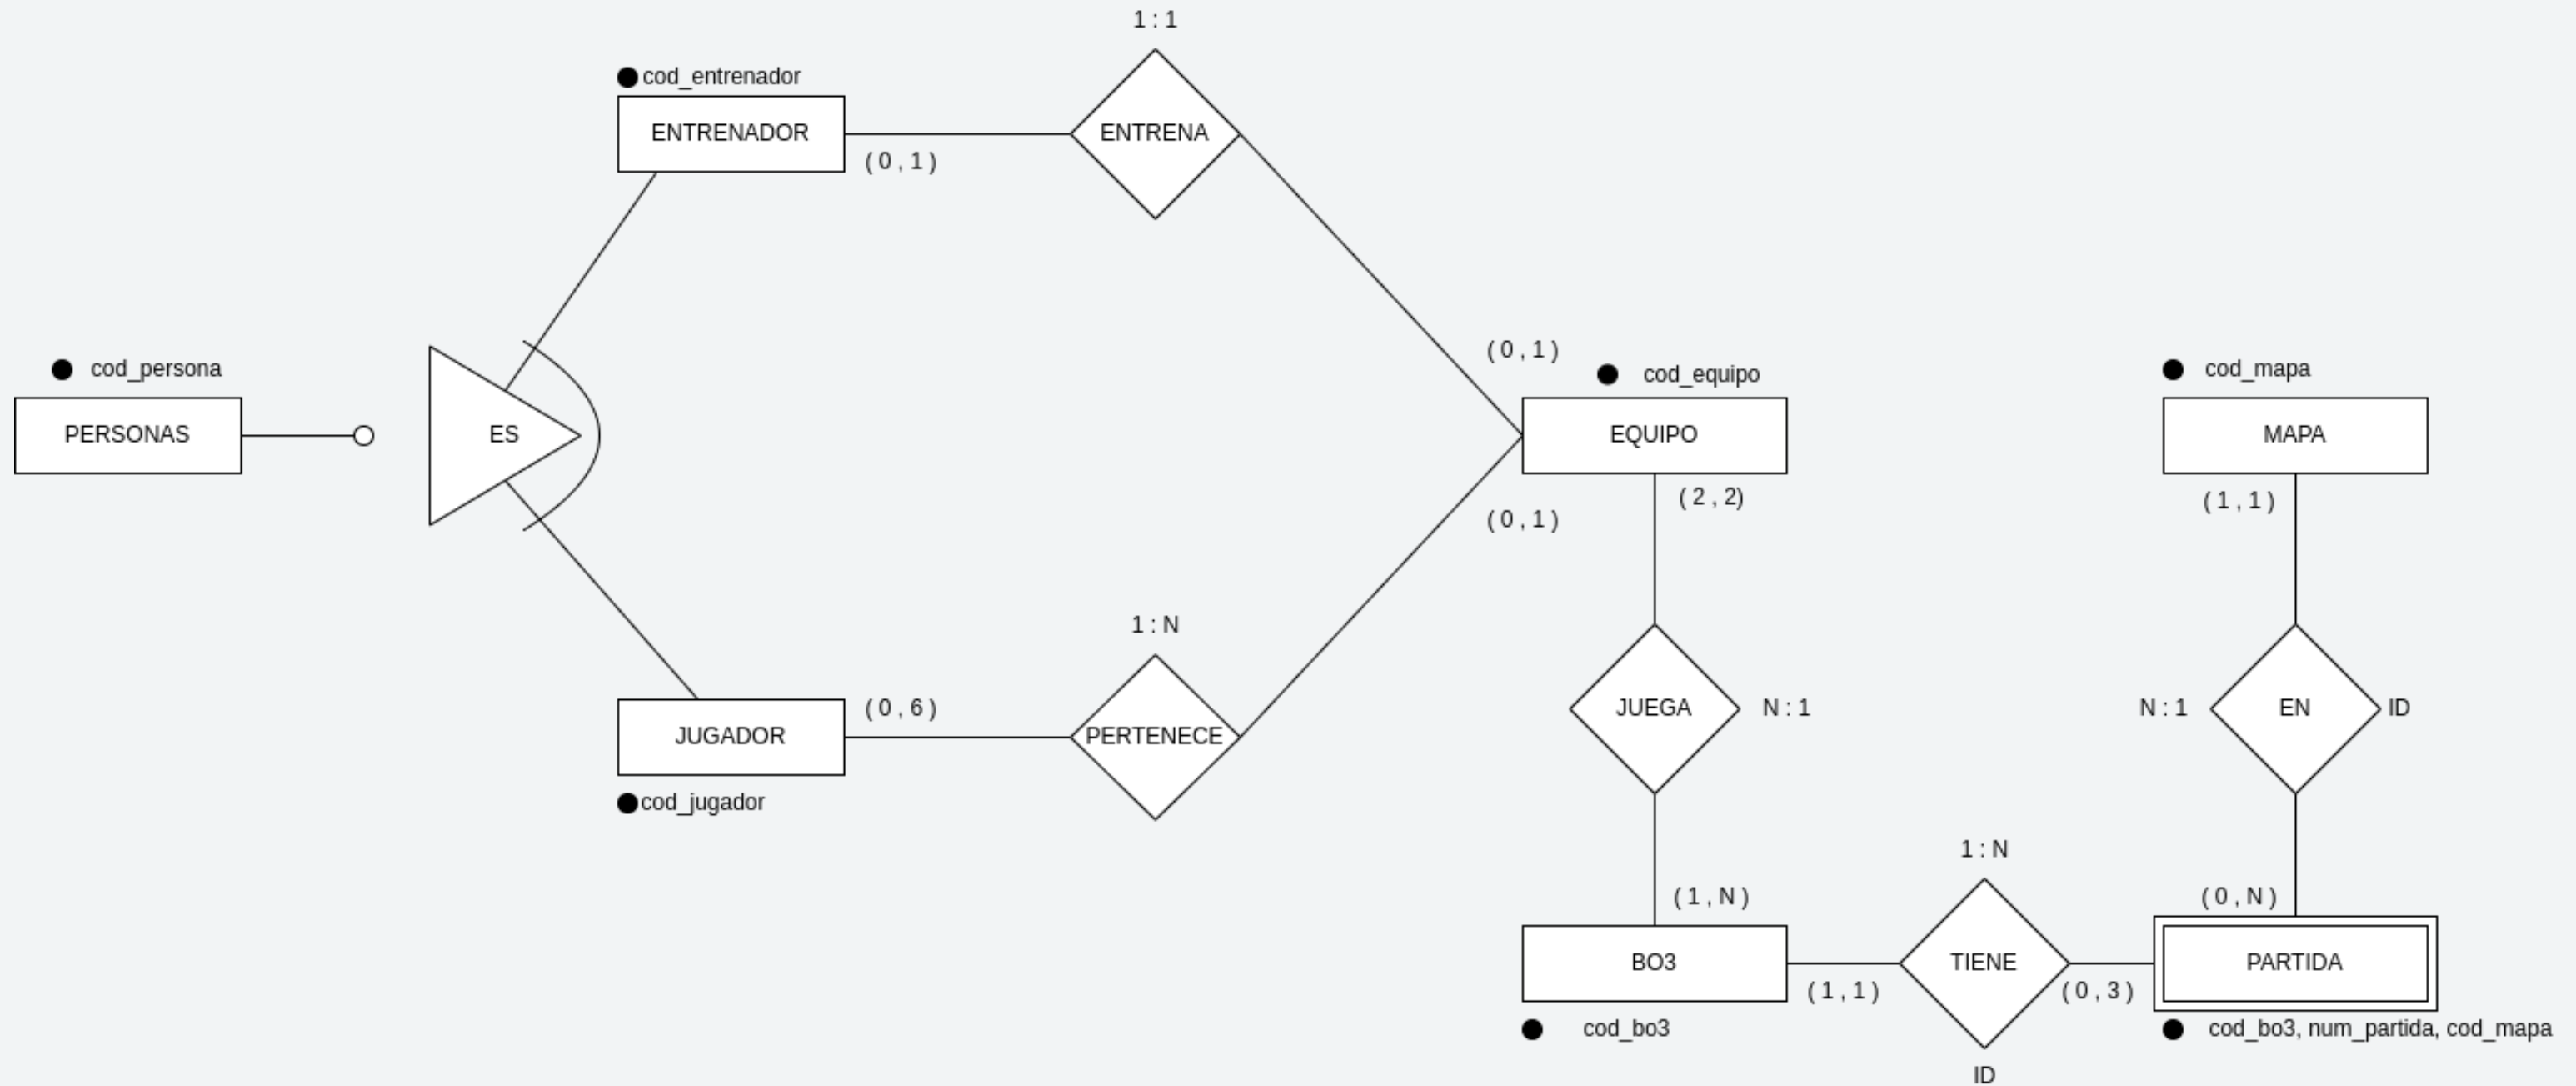 1 : 1
cod_entrenador
ENTRENADOR
ENTRENA
( 0 , 1 )
( 0 , 1 )
cod_persona
cod_equipo
cod_mapa
PERSONAS
ES
EQUIPO
MAPA
( 2 , 2)
( 1 , 1 )
( 0 , 1 )
1 : N
( 0 , 6 )
JUGADOR
PERTENECE
JUEGA
N : 1
N : 1
EN
ID
cod_jugador
1 : N
( 1 , N )
( 0 , N )
BO3
TIENE
PARTIDA
( 1 , 1 )
( 0 , 3 )
cod_bo3
cod_bo3, num_partida, cod_mapa
ID